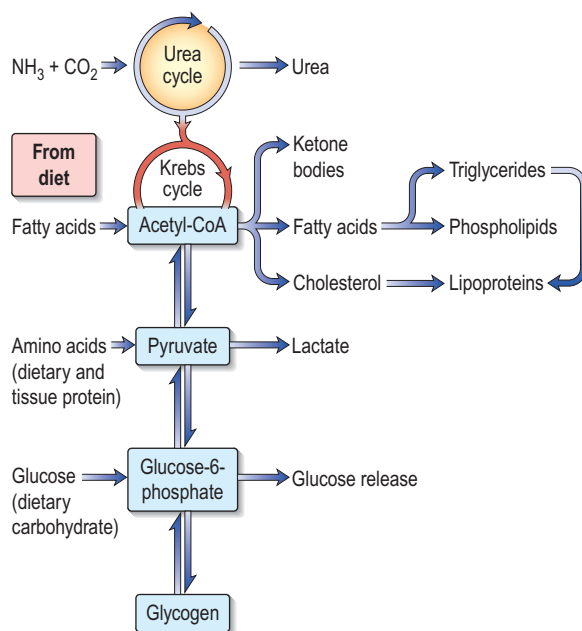 Urea
cycle
NH3 + CO2
Urea
From
diet
Krebs
cycle
Ketone
bodies
Triglycerides
Fatty acids
Acetyl-CoA
Fatty acids
Phospholipids
Cholesterol
Lipoproteins
Amino acids
(dietary and
tissue protein)
Pyruvate
Lactate
Glucose
(dietary
carbohydrate)
Glucose-6-
phosphate
Glucose release
Glycogen